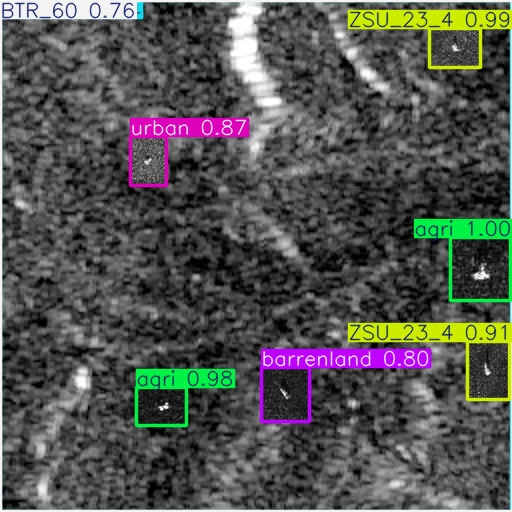 BTR_60 0.76
ZSU_23_4 0.99
urban 0.87
agri 1.00
ZSU_23_4 0.91
barrenland 0.80
agri 0.98